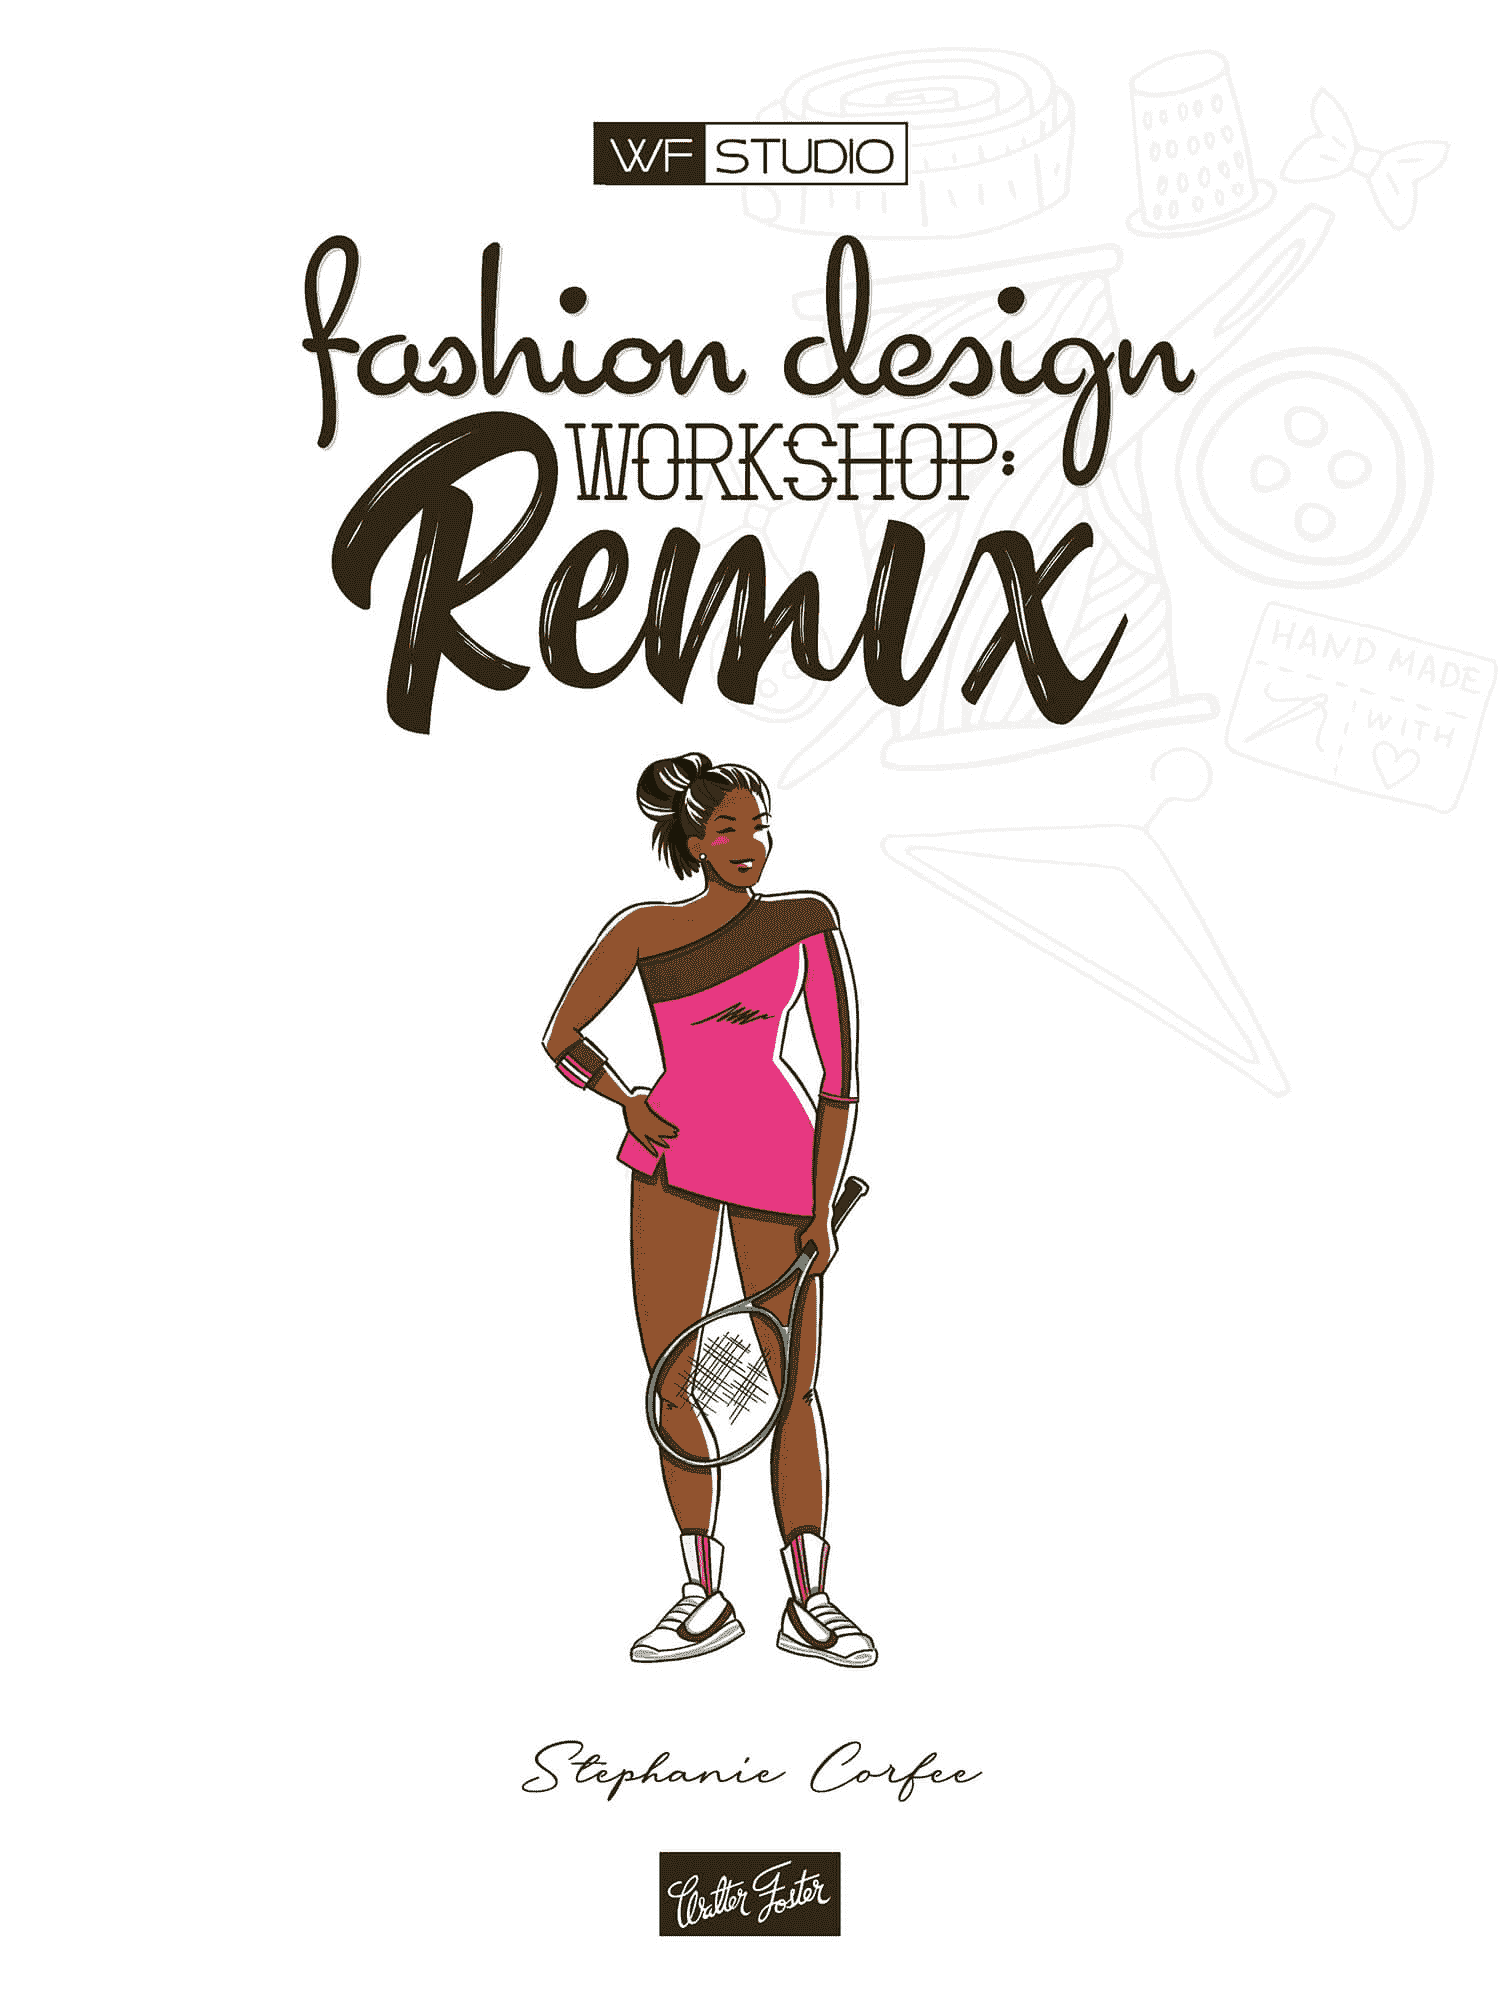 WF STUDIO
fashion design
WORKSHOP:
Remix
HAND MADE
WITH
Stephanie Corfee
Walter Foster